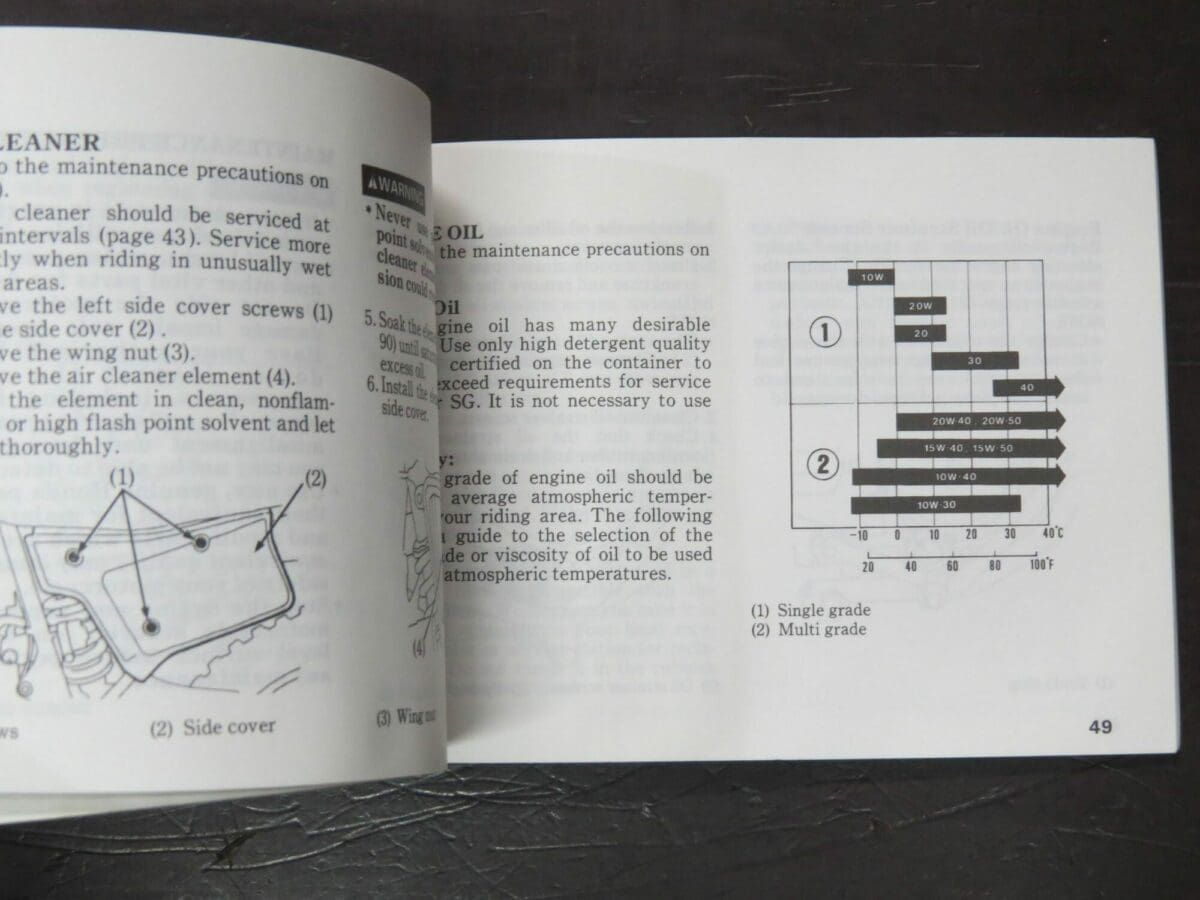 LEANER
o the maintenance precautions on
).
cleaner should be serviced at
intervals (page 43). Service more
tly when riding in unusually wet
areas.
ve the left side cover screws (1)
e side cover (2) .
ve the wing nut (3).
ve the air cleaner element (4).
the element in clean, nonflam-
or high flash point solvent and let
thoroughly.
(1)
(2)
ws
(2) Side cover
WARNING
• Never use
point solve
cleaner elem
sion could
5. Soak the ele
90) until
excess oil.
6. Install the
side cover.
(4)
(3) Wing nut
E OIL
the maintenance precautions on
Oil
gine oil has many desirable
Use only high detergent quality
certified on the container to
exceed requirements for service
r SG. It is not necessary to use
y:
grade of engine oil should be
average atmospheric temper-
our riding area. The following
guide to the selection of the
de or viscosity of oil to be used
atmospheric temperatures.
1
10W
20W
20
30
40
2
20W·40 , 20W·50
15W·40 , 15W·50
10W·40
10W·30
-10 0 10 20 30 40°C
20 40 60 80 100°F
(1) Single grade
(2) Multi grade
49